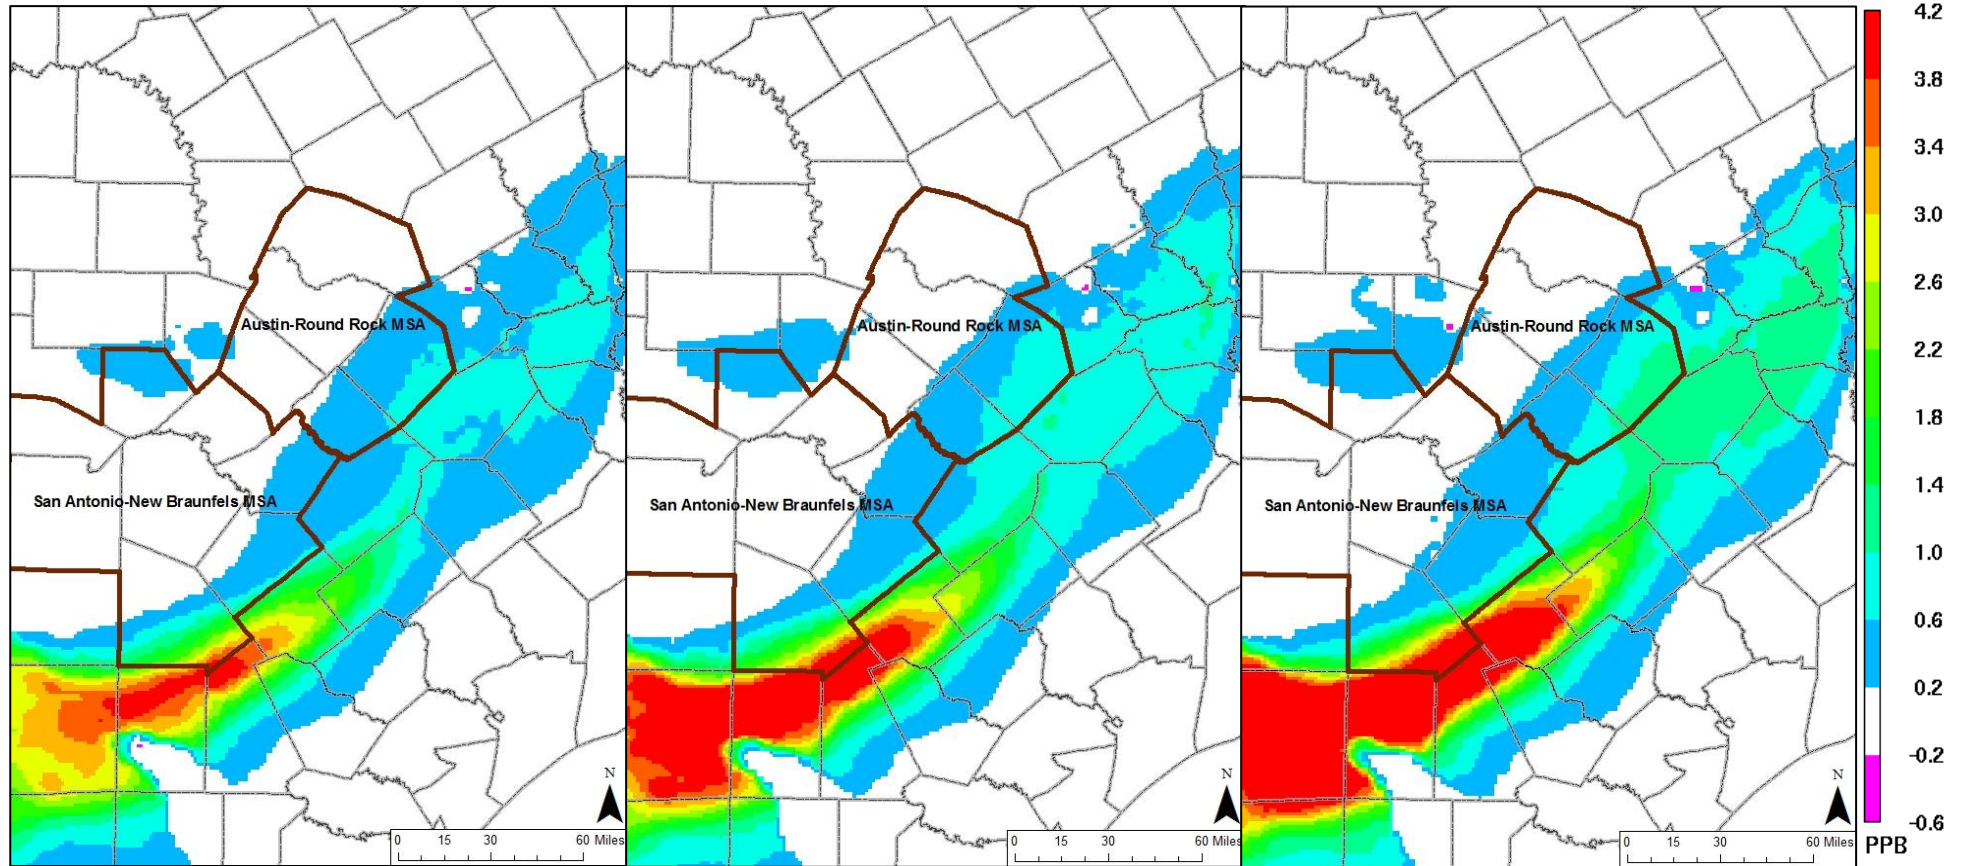 Austin-Round Rock MSA
San Antonio-New Braunfels MSA
N
0 15 30 60 Miles
Austin-Round Rock MSA
San Antonio-New Braunfels MSA
N
0 15 30 60 Miles
Austin-Round Rock MSA
San Antonio-New Braunfels MSA
N
0 15 30 60 Miles
4.2
3.8
3.4
3.0
2.6
2.2
1.8
1.4
1.0
0.6
0.2
-0.2
-0.6
PPB